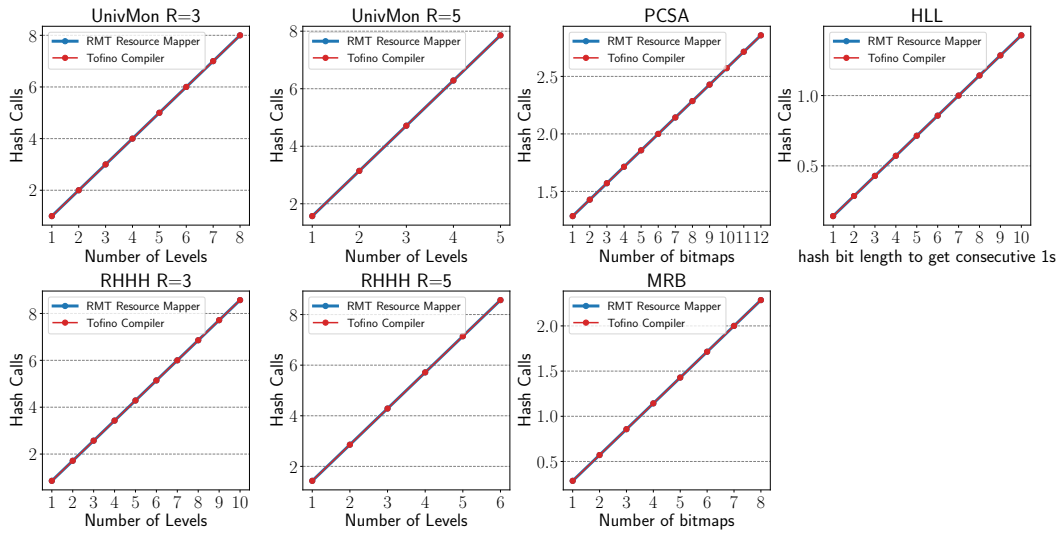 UnivMon R=3
8
6
4
2
Hash Calls
RMT Resource Mapper
Tofino Compiler
1 2 3 4 5 6 7 8
Number of Levels
UnivMon R=5
8
6
4
2
Hash Calls
RMT Resource Mapper
Tofino Compiler
1 2 3 4 5
Number of Levels
PCSA
2.5
2.0
1.5
Hash Calls
RMT Resource Mapper
Tofino Compiler
1 2 3 4 5 6 7 8 9 10 11 12
Number of bitmaps
HLL
1.0
0.5
Hash Calls
RMT Resource Mapper
Tofino Compiler
1 2 3 4 5 6 7 8 9 10
hash bit length to get consecutive 1s
RHHH R=3
8
6
4
2
Hash Calls
RMT Resource Mapper
Tofino Compiler
1 2 3 4 5 6 7 8 9 10
Number of Levels
RHHH R=5
8
6
4
2
Hash Calls
RMT Resource Mapper
Tofino Compiler
1 2 3 4 5 6
Number of Levels
MRB
2.0
1.5
1.0
0.5
Hash Calls
RMT Resource Mapper
Tofino Compiler
1 2 3 4 5 6 7 8
Number of bitmaps